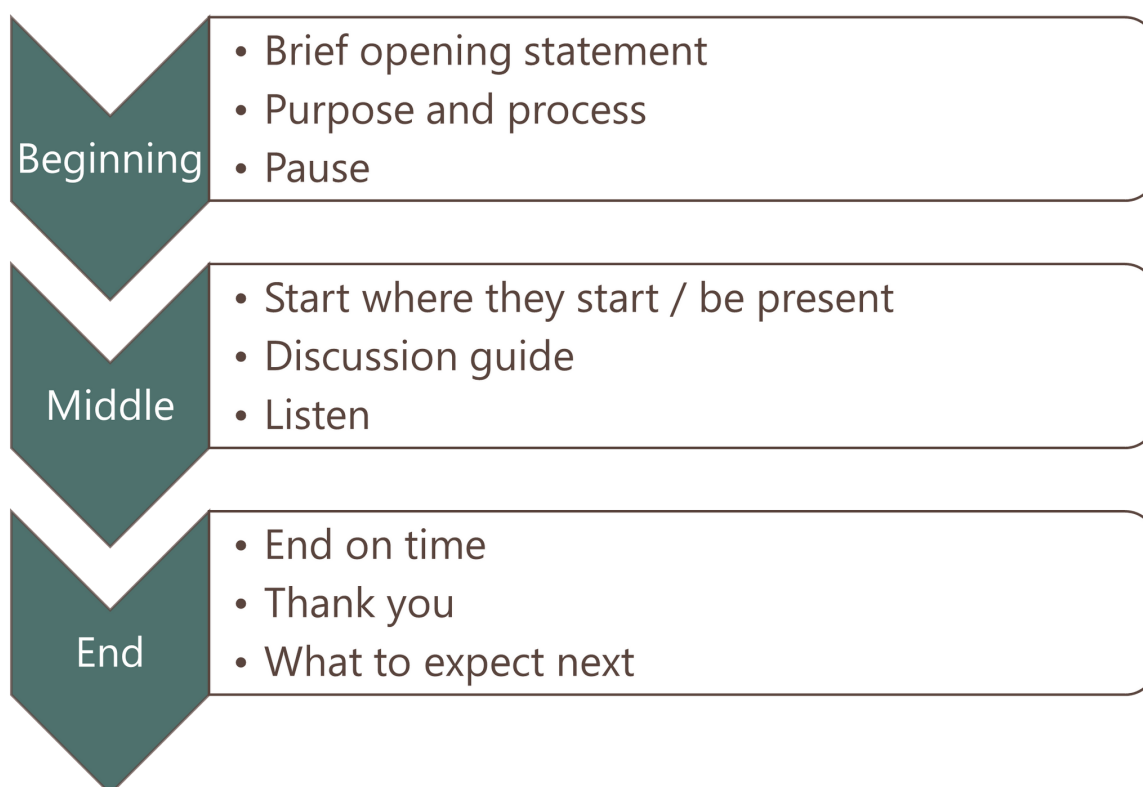 Beginning
• Brief opening statement
• Purpose and process
• Pause
Middle
• Start where they start / be present
• Discussion guide
• Listen
End
• End on time
• Thank you
• What to expect next